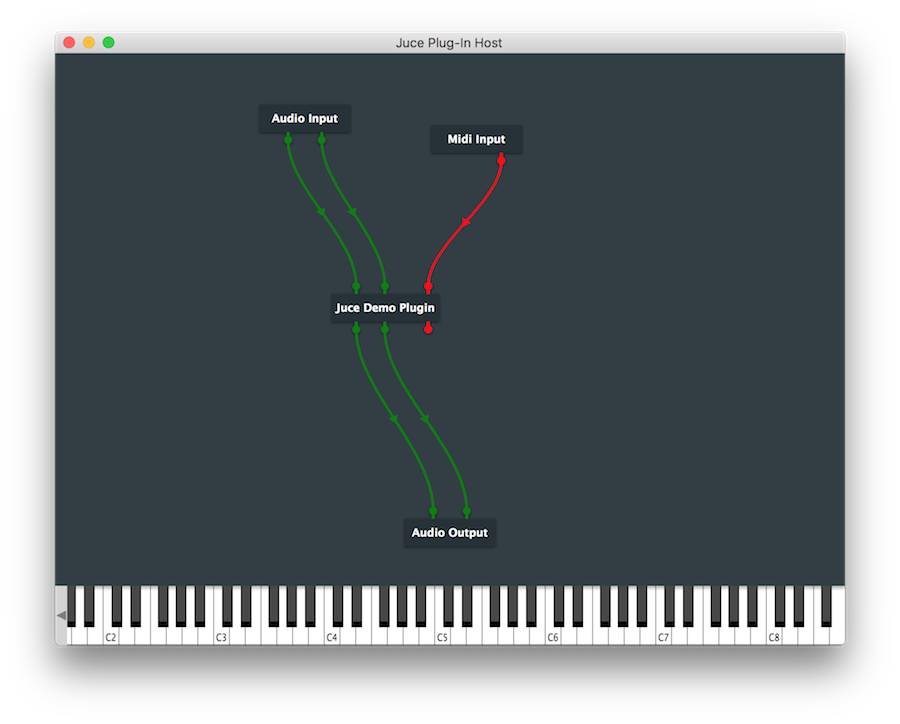 Juce Plug-In Host
Audio Input
Midi Input
Juce Demo Plugin
Audio Output
C2 C3 C4 C5 C6 C7 C8